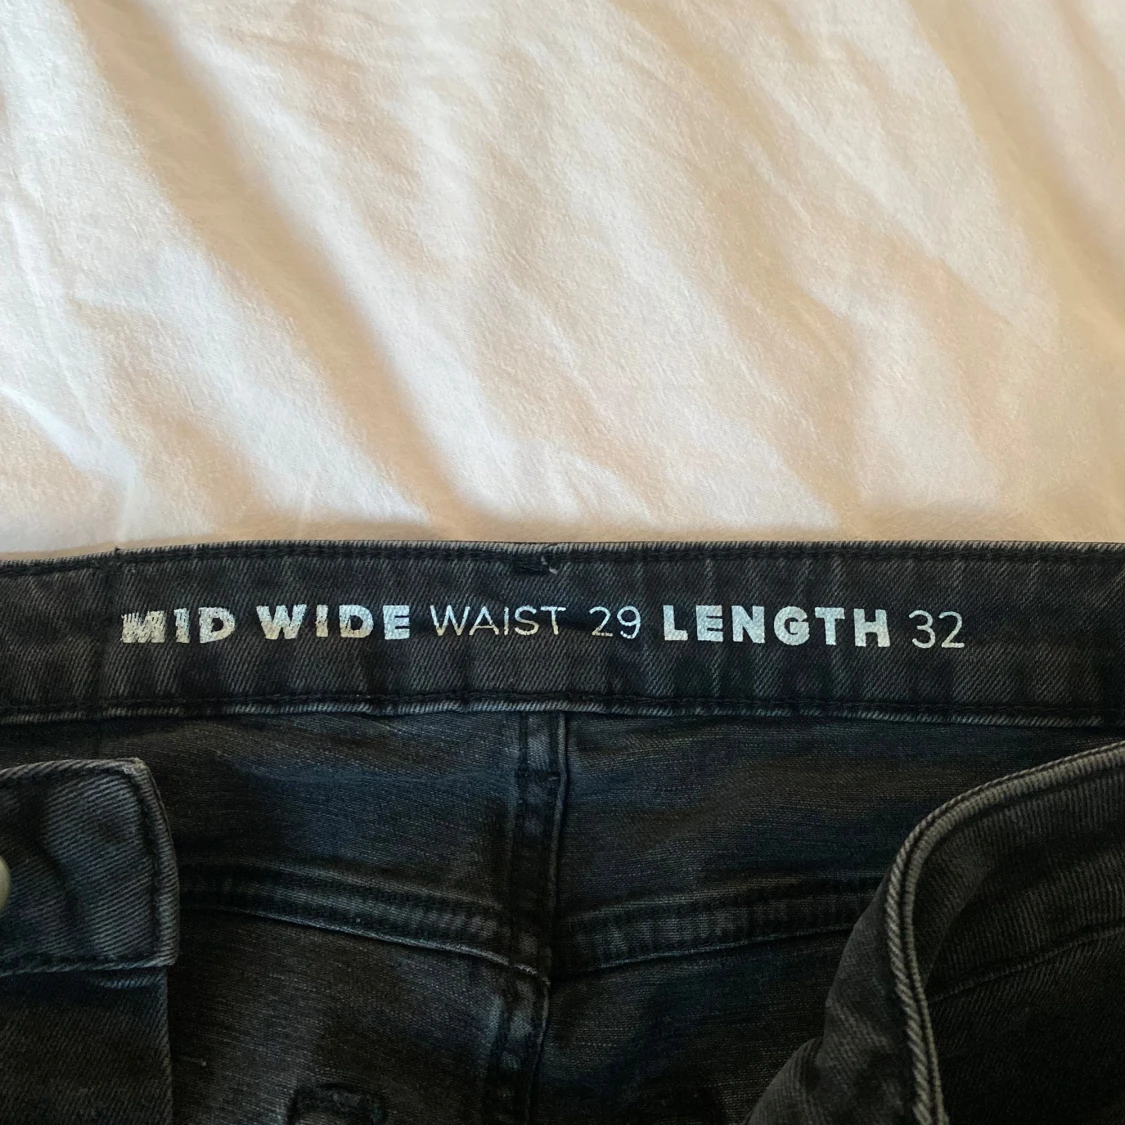 MID WIDE WAIST 29 LENGTH 32